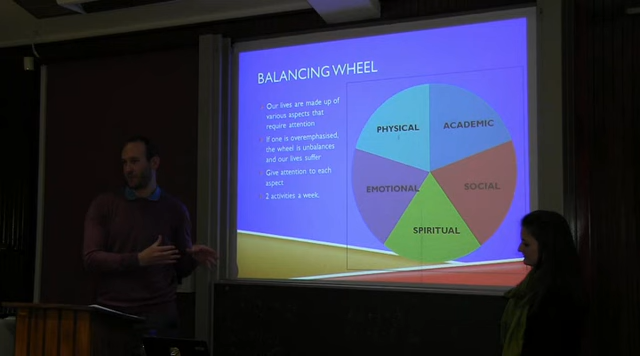 BALANCING WHEEL
Our lives are made up of
various aspects that
require attention
If one is overemphasised,
the wheel is unbalances
and our lives suffer
Give attention to each
aspect
2 activities a week.
PHYSICAL
ACADEMIC
EMOTIONAL
SOCIAL
SPIRITUAL